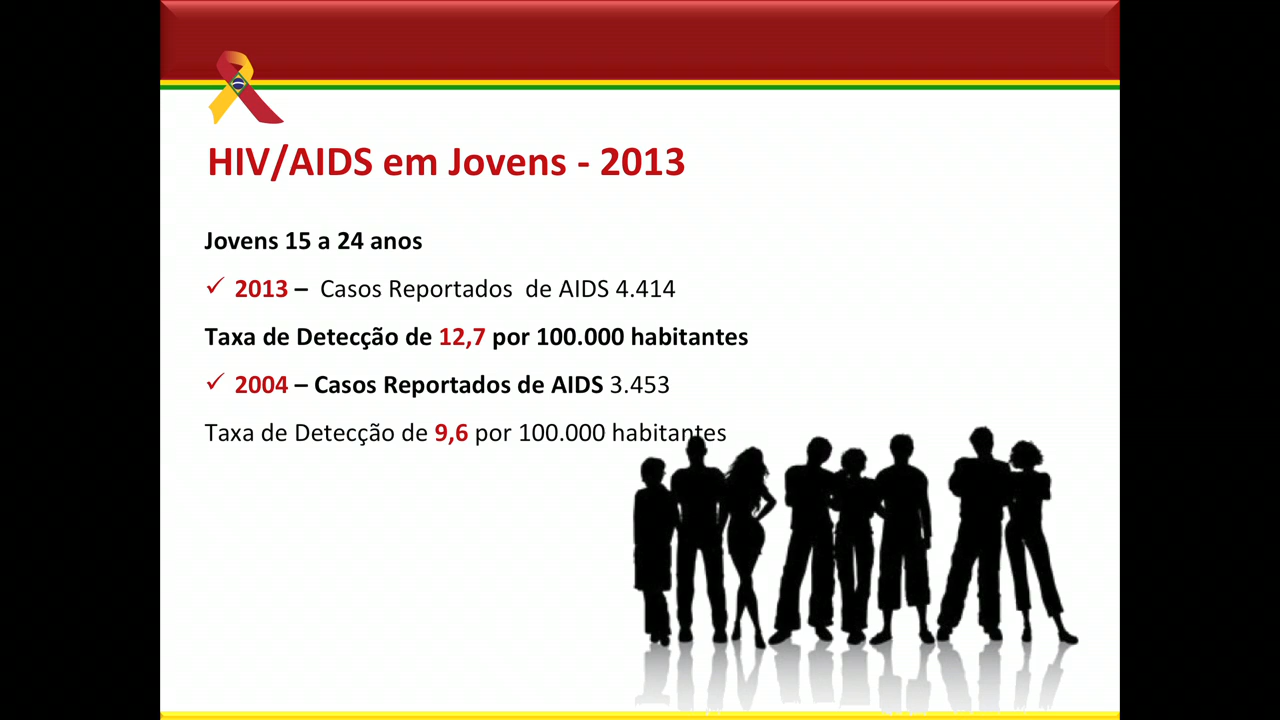 HIV/AIDS em Jovens - 2013
Jovens 15 a 24 anos
✓ 2013 – Casos Reportados de AIDS 4.414
Taxa de Detecção de 12,7 por 100.000 habitantes
✓ 2004 – Casos Reportados de AIDS 3.453
Taxa de Detecção de 9,6 por 100.000 habitantes